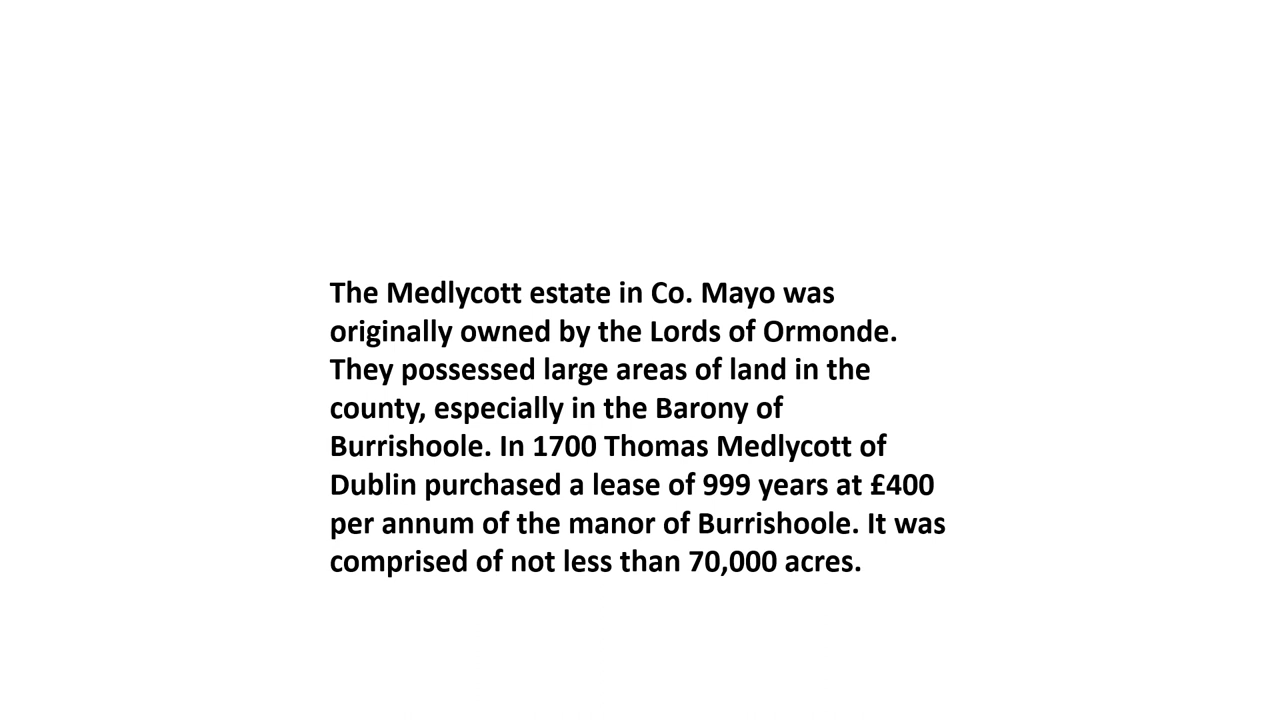 The Medlycott estate in Co. Mayo was
originally owned by the Lords of Ormonde.
They possessed large areas of land in the
county, especially in the Barony of
Burrishoole. In 1700 Thomas Medlycott of
Dublin purchased a lease of 999 years at £400
per annum of the manor of Burrishoole. It was
comprised of not less than 70,000 acres.